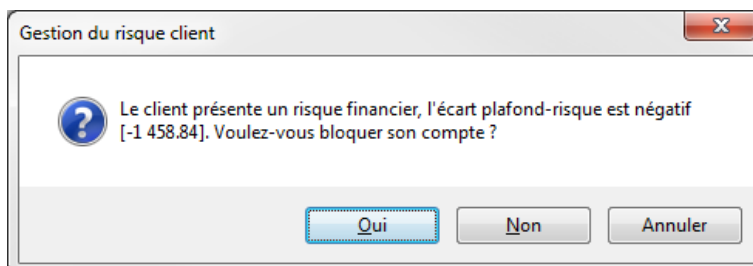 Gestion du risque client
Le client présente un risque financier, l'écart plafond-risque est négatif
[-1 458.84]. Voulez-vous bloquer son compte ?
Oui
Non
Annuler